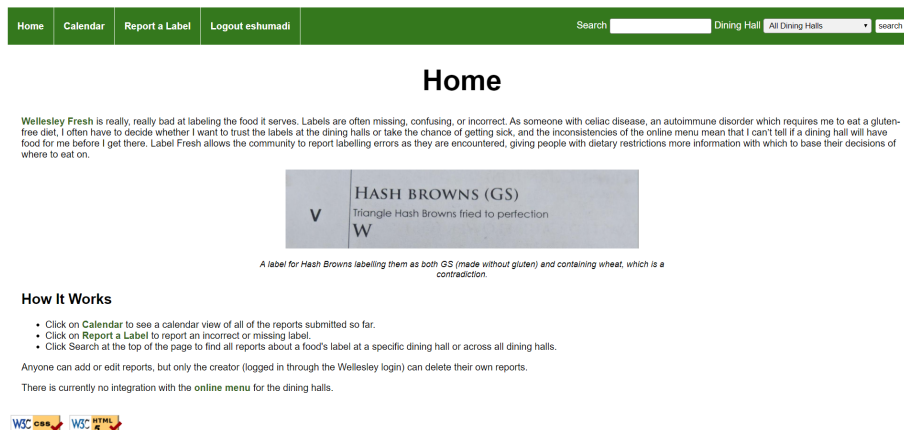 Home Calendar Report a Label Logout eshumadi Search Dining Hall All Dining Halls search
Home
Wellesley Fresh is really, really bad at labeling the food it serves. Labels are often missing, confusing, or incorrect. As someone with celiac disease, an autoimmune disorder which requires me to eat a gluten-
free diet, I often have to decide whether I want to trust the labels at the dining halls or take the chance of getting sick, and the inconsistencies of the online menu mean that I can't tell if a dining hall will have
food for me before I get there. Label Fresh allows the community to report labelling errors as they are encountered, giving people with dietary restrictions more information with which to base their decisions of
where to eat on.
HASH BROWNS (GS)
V Triangle Hash Browns fried to perfection
W
A label for Hash Browns labelling them as both GS (made without gluten) and containing wheat, which is a
contradiction.
How It Works
• Click on Calendar to see a calendar view of all of the reports submitted so far.
• Click on Report a Label to report an incorrect or missing label.
• Click Search at the top of the page to find all reports about a food's label at a specific dining hall or across all dining halls.
Anyone can add or edit reports, but only the creator (logged in through the Wellesley login) can delete their own reports.
There is currently no integration with the online menu for the dining halls.
W3C css W3C HTML